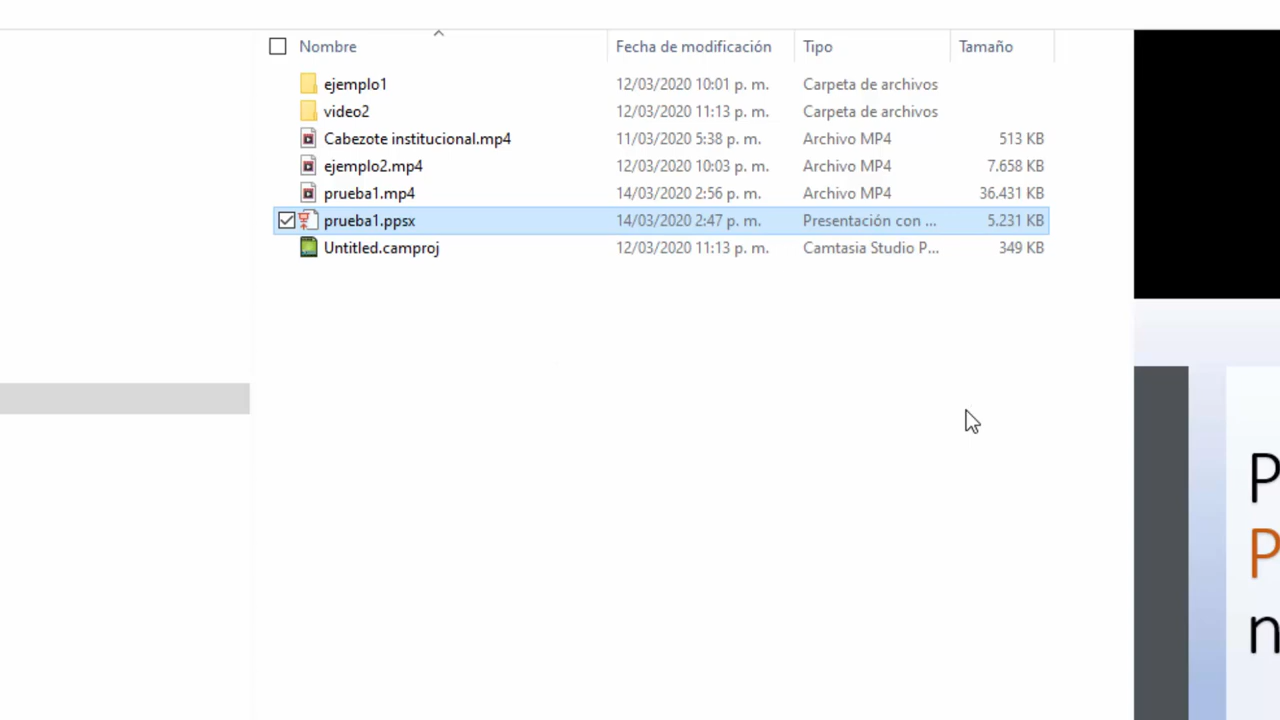 Nombre Fecha de modificación Tipo Tamaño
ejemplo1 12/03/2020 10:01 p. m. Carpeta de archivos
video2 12/03/2020 11:13 p. m. Carpeta de archivos
Cabezote institucional.mp4 11/03/2020 5:38 p. m. Archivo MP4 513 KB
ejemplo2.mp4 12/03/2020 10:03 p. m. Archivo MP4 7.658 KB
prueba1.mp4 14/03/2020 2:56 p. m. Archivo MP4 36.431 KB
prueba1.ppsx 14/03/2020 2:47 p. m. Presentación con ... 5.231 KB
Untitled.camproj 12/03/2020 11:13 p. m. Camtasia Studio P... 349 KB
P
P
n